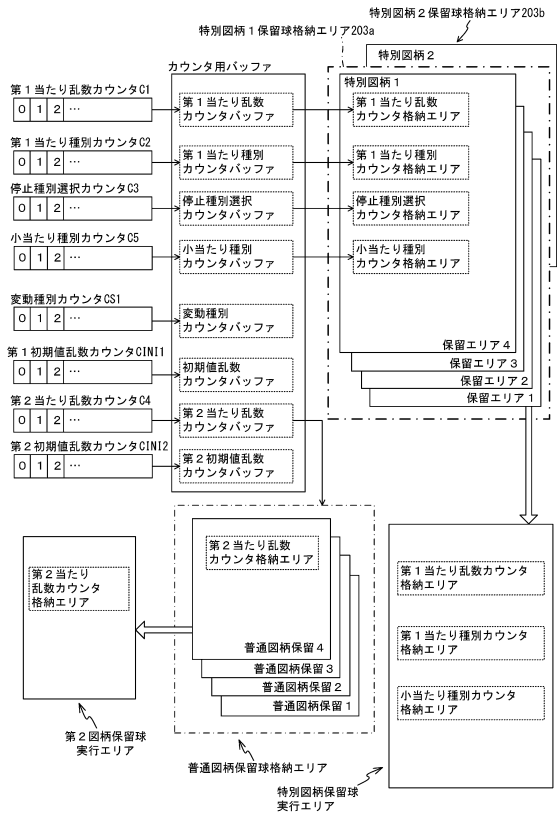 特別図柄２保留球格納エリア203b
特別図柄１保留球格納エリア203a
特別図柄２
カウンタ用バッファ
特別図柄１
第１当たり乱数カウンタC1
0 1 2 …
第１当たり乱数
カウンタバッファ
第１当たり乱数
カウンタ格納エリア
第１当たり種別カウンタC2
0 1 2 …
第１当たり種別
カウンタバッファ
第１当たり種別
カウンタ格納エリア
停止種別選択カウンタC3
0 1 2 …
停止種別選択
カウンタバッファ
停止種別選択
カウンタ格納エリア
小当たり種別カウンタC5
0 1 2 …
小当たり種別
カウンタバッファ
小当たり種別
カウンタ格納エリア
変動種別カウンタCS1
0 1 2 …
変動種別
カウンタバッファ
第１初期値乱数カウンタCINI1
0 1 2 …
初期値乱数
カウンタバッファ
第２当たり乱数カウンタC4
0 1 2 …
第２当たり乱数
カウンタバッファ
第２初期値乱数カウンタCINI2
0 1 2 …
第２初期値乱数
カウンタバッファ
保留エリア４
保留エリア３
保留エリア２
保留エリア１
第２当たり
乱数カウンタ
格納エリア
第２当たり乱数
カウンタ格納エリア
普通図柄保留４
普通図柄保留３
普通図柄保留２
普通図柄保留１
第１当たり乱数カウンタ
格納エリア
第１当たり種別カウンタ
格納エリア
小当たり種別カウンタ
格納エリア
第２図柄保留球
実行エリア
普通図柄保留球格納エリア
特別図柄保留球
実行エリア